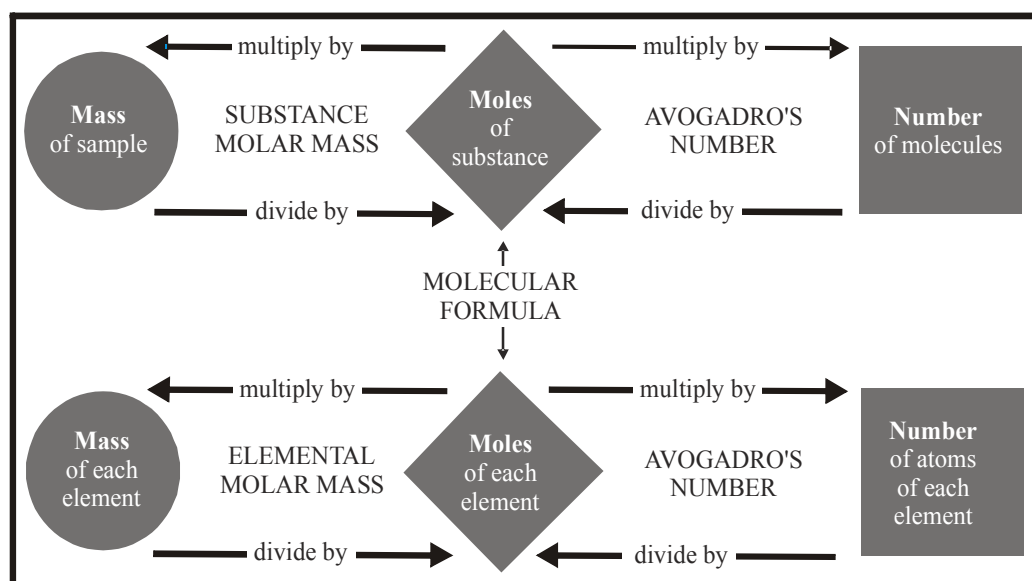 multiply by
multiply by
Mass
of sample
SUBSTANCE
MOLAR MASS
Moles
of
substance
AVOGADRO'S
NUMBER
Number
of molecules
divide by
divide by
MOLECULAR
FORMULA
multiply by
multiply by
Mass
of each
element
ELEMENTAL
MOLAR MASS
Moles
of each
element
AVOGADRO'S
NUMBER
Number
of atoms
of each
element
divide by
divide by